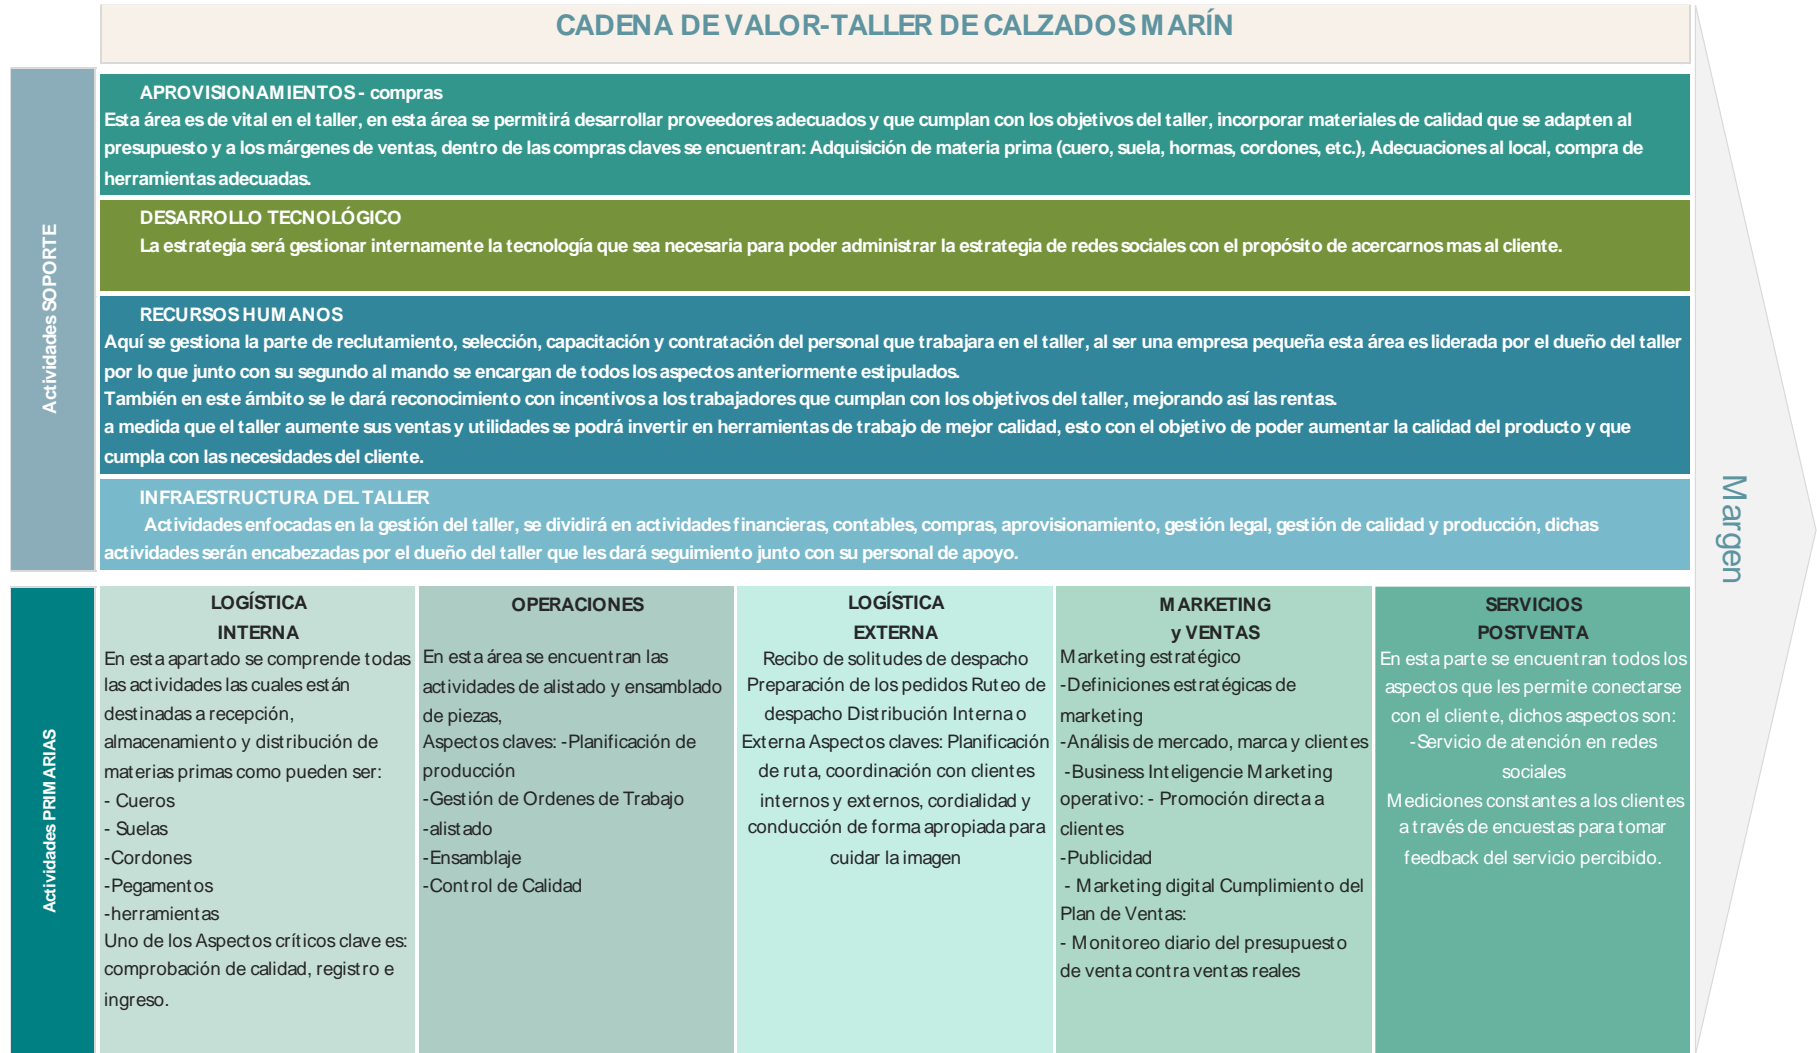 CADENA DE VALOR-TALLER DE CALZADOS MARÍN
Actividades SOPORTE
APROVISIONAMIENTOS - compras
Esta área es de vital en el taller, en esta área se permitirá desarrollar proveedores adecuados y que cumplan con los objetivos del taller, incorporar materiales de calidad que se adapten al
presupuesto y a los márgenes de ventas, dentro de las compras claves se encuentran: Adquisición de materia prima (cuero, suela, hormas, cordones, etc.), Adecuaciones al local, compra de
herramientas adecuadas.
DESARROLLO TECNOLÓGICO
La estrategia será gestionar internamente la tecnología que sea necesaria para poder administrar la estrategia de redes sociales con el propósito de acercarnos mas al cliente.
RECURSOS HUMANOS
Aquí se gestiona la parte de reclutamiento, selección, capacitación y contratación del personal que trabajara en el taller, al ser una empresa pequeña esta área es liderada por el dueño del taller
por lo que junto con su segundo al mando se encargan de todos los aspectos anteriormente estipulados.
También en este ámbito se le dará reconocimiento con incentivos a los trabajadores que cumplan con los objetivos del taller, mejorando así las rentas.
a medida que el taller aumente sus ventas y utilidades se podrá invertir en herramientas de trabajo de mejor calidad, esto con el objetivo de poder aumentar la calidad del producto y que
cumpla con las necesidades del cliente.
INFRAESTRUCTURA DEL TALLER
Actividades enfocadas en la gestión del taller, se dividirá en actividades financieras, contables, compras, aprovisionamiento, gestión legal, gestión de calidad y producción, dichas
actividades serán encabezadas por el dueño del taller que les dará seguimiento junto con su personal de apoyo.
Margen
Actividades PRIMARIAS
LOGÍSTICA
INTERNA
En esta apartado se comprende todas
las actividades las cuales están
destinadas a recepción,
almacenamiento y distribución de
materias primas como pueden ser:
- Cueros
- Suelas
-Cordones
-Pegamentos
-herramientas
Uno de los Aspectos críticos clave es:
comprobación de calidad, registro e
ingreso.
OPERACIONES
En esta área se encuentran las
actividades de alistado y ensamblado
de piezas,
Aspectos claves: -Planificación de
producción
-Gestión de Ordenes de Trabajo
-alistado
-Ensamblaje
-Control de Calidad
LOGÍSTICA
EXTERNA
Recibo de solitudes de despacho
Preparación de los pedidos Ruteo de
despacho Distribución Interna o
Externa Aspectos claves: Planificación
de ruta, coordinación con clientes
internos y externos, cordialidad y
conducción de forma apropiada para
cuidar la imagen
MARKETING
y VENTAS
Marketing estratégico
-Definiciones estratégicas de
marketing
-Análisis de mercado, marca y clientes
-Business Inteligencie Marketing
operativo: - Promoción directa a
clientes
-Publicidad
- Marketing digital Cumplimiento del
Plan de Ventas:
- Monitoreo diario del presupuesto
de venta contra ventas reales
SERVICIOS
POSTVENTA
En esta parte se encuentran todos los
aspectos que les permite conectarse
con el cliente, dichos aspectos son:
-Servicio de atención en redes
sociales
Mediciones constantes a los clientes
a través de encuestas para tomar
feedback del servicio percibido.